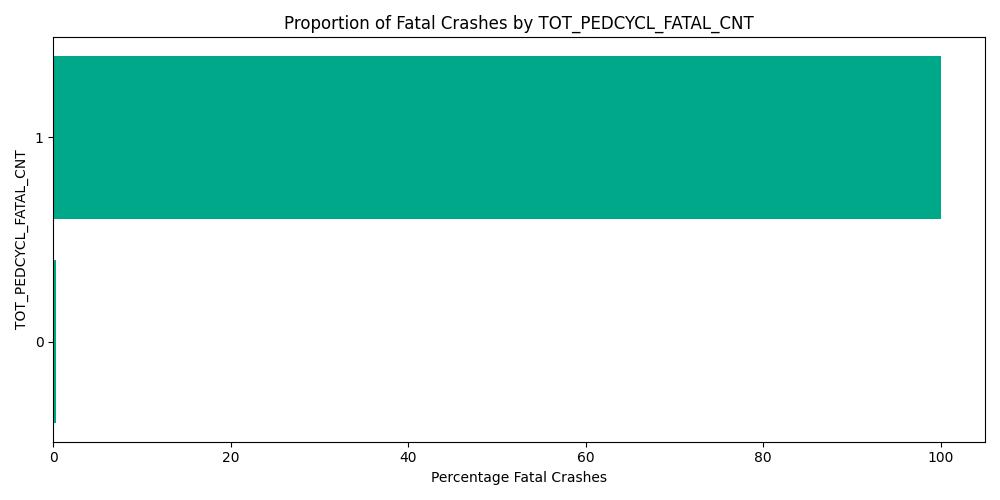 Proportion of Fatal Crashes by TOT_PEDCYCL_FATAL_CNT
TOT_PEDCYCL_FATAL_CNT
1
0
0 20 40 60 80 100
Percentage Fatal Crashes